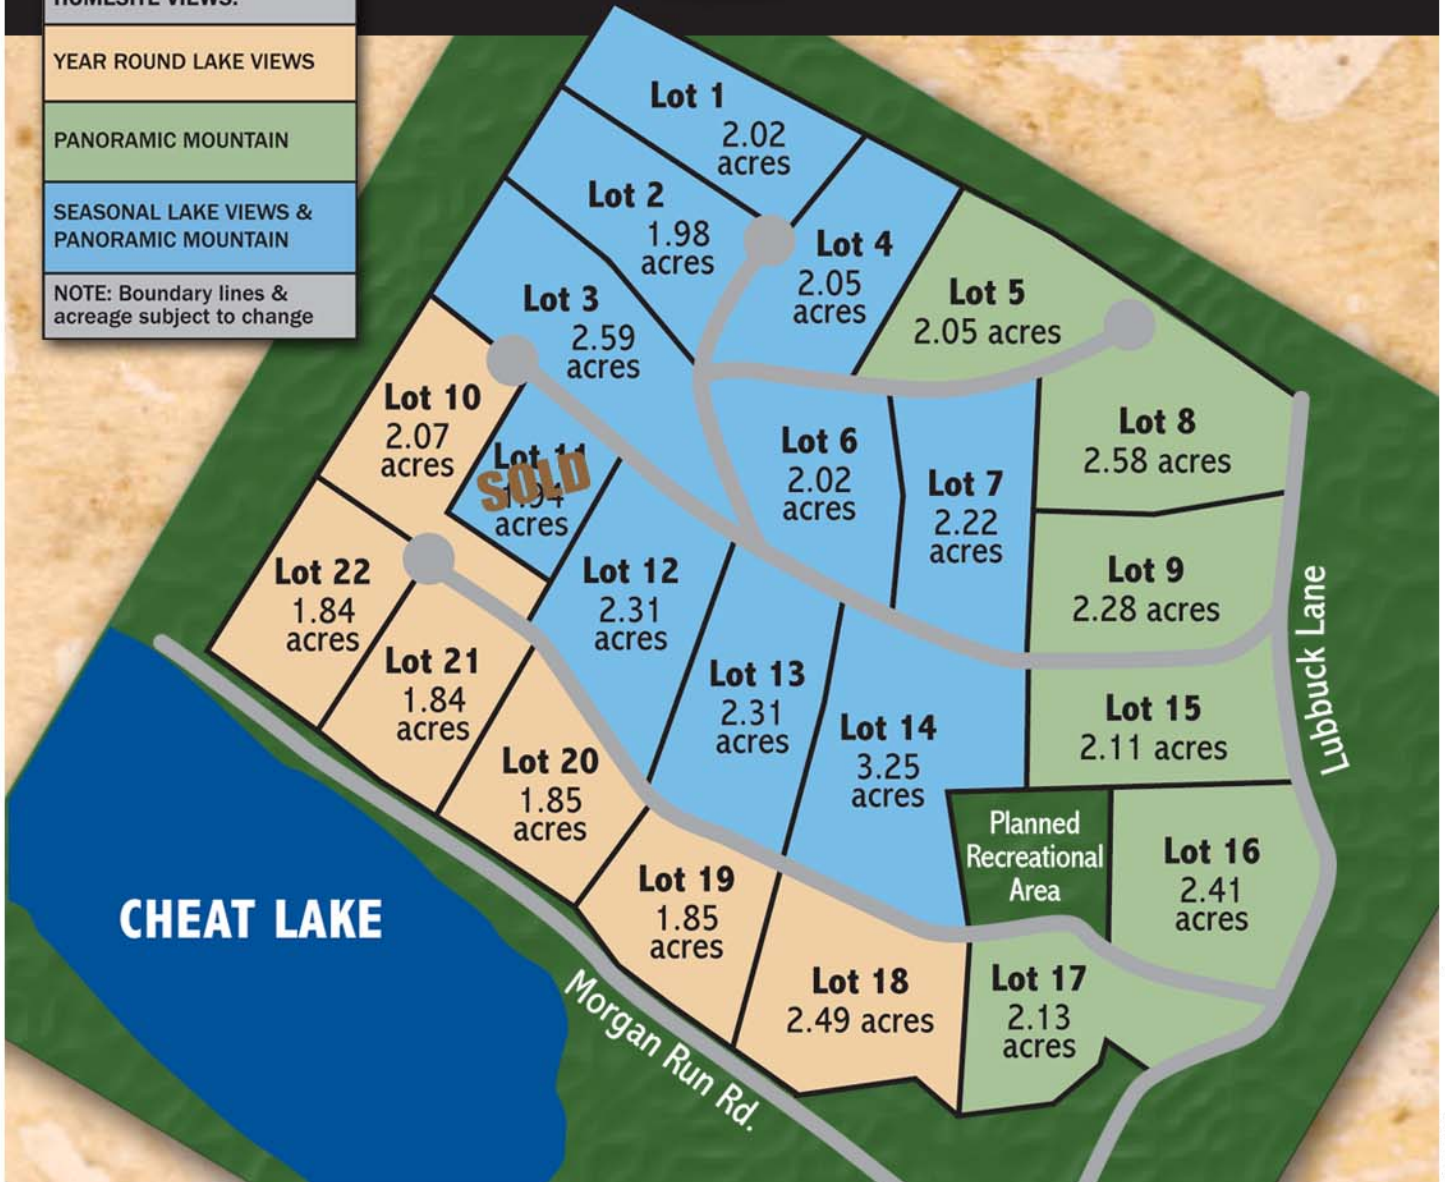 HOMESITE VIEWS:
YEAR ROUND LAKE VIEWS
PANORAMIC MOUNTAIN
SEASONAL LAKE VIEWS &
PANORAMIC MOUNTAIN
NOTE: Boundary lines &
acreage subject to change
Lot 1
2.02
acres
Lot 2
1.98
acres
Lot 3
2.59
acres
Lot 4
2.05
acres
Lot 5
2.05 acres
Lot 6
2.02
acres
Lot 7
2.22
acres
Lot 8
2.58 acres
Lot 9
2.28 acres
Lot 10
2.07
acres
Lot 11
SOLD
1.94
acres
Lot 12
2.31
acres
Lot 13
2.31
acres
Lot 14
3.25
acres
Lot 15
2.11 acres
Planned
Recreational
Area
Lot 16
2.41
acres
Lot 17
2.13
acres
Lot 18
2.49 acres
Lot 19
1.85
acres
Lot 20
1.85
acres
Lot 21
1.84
acres
Lot 22
1.84
acres
Lubbuck Lane
CHEAT LAKE
Morgan Run Rd.